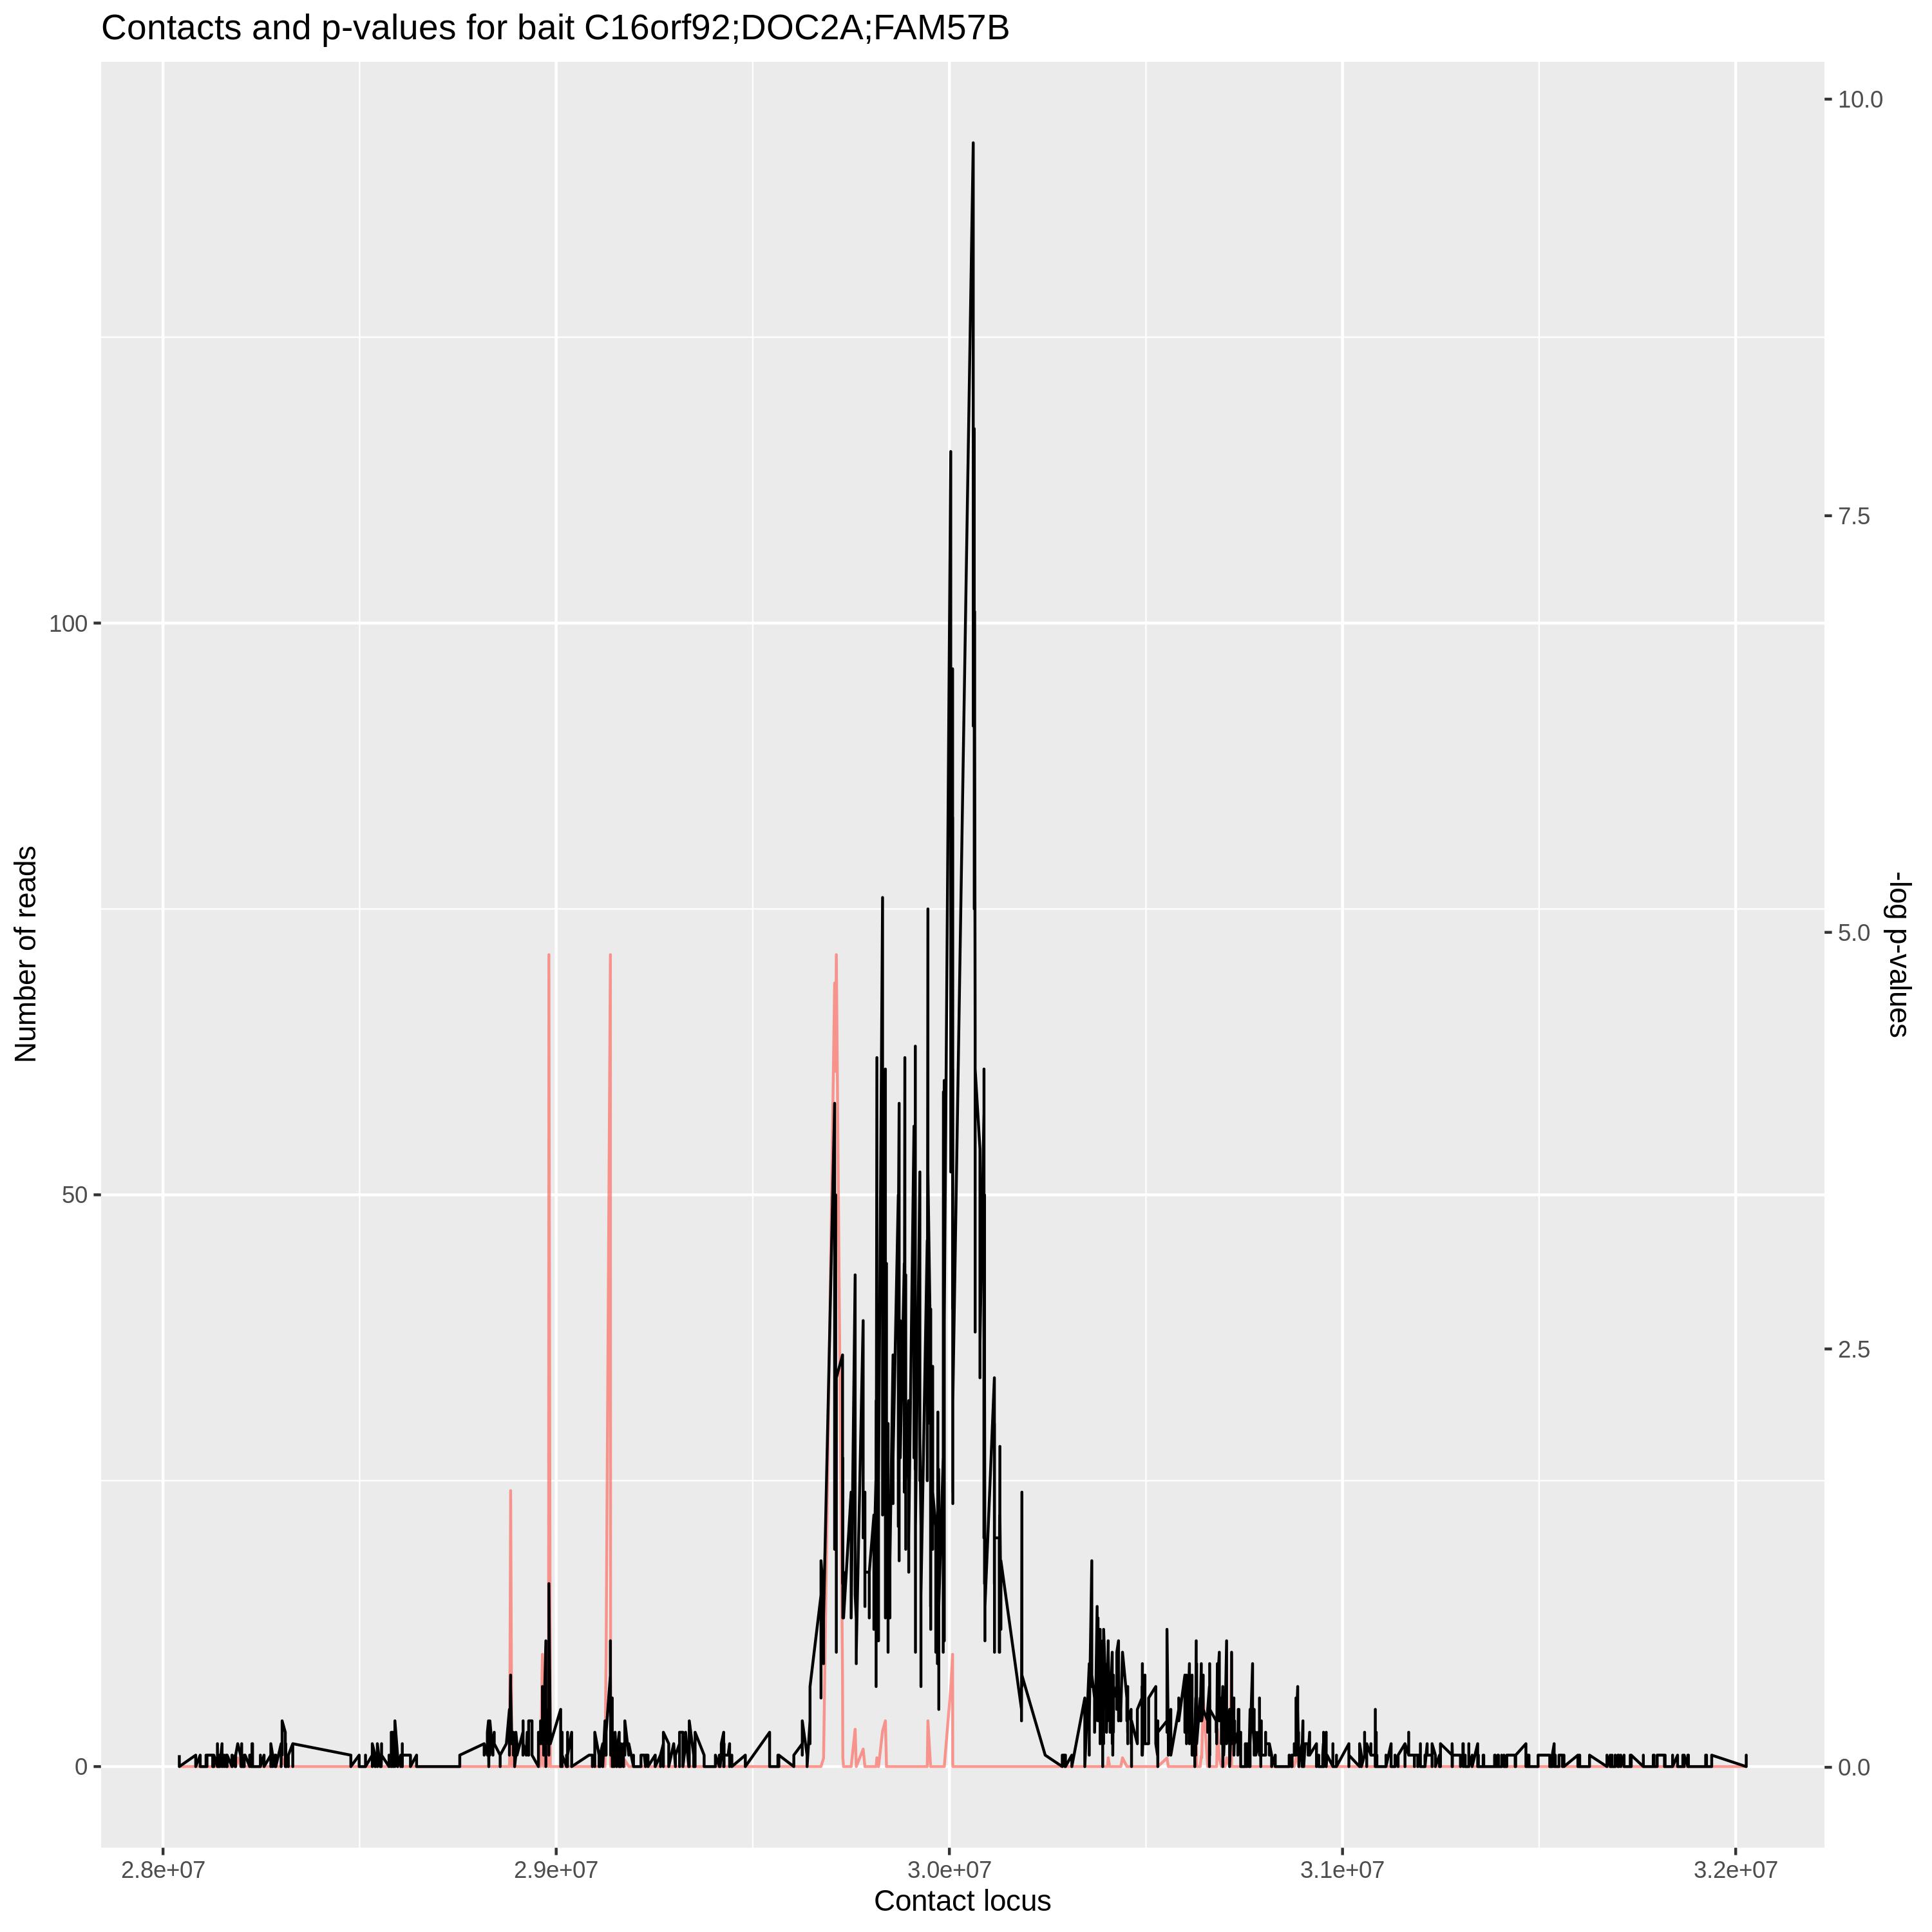 Contacts and p-values for bait C16orf92;DOC2A;FAM57B
Number of reads
100
50
0
10.0
7.5
5.0
2.5
0.0
-log p-values
2.8e+07
2.9e+07
3.0e+07
3.1e+07
3.2e+07
Contact locus